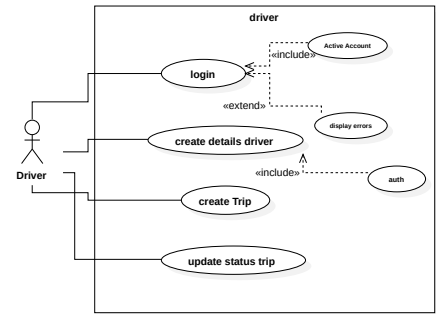 driver
Active Account
«include»
login
«extend»
display errors
create details driver
«include»
auth
Driver
create Trip
update status trip